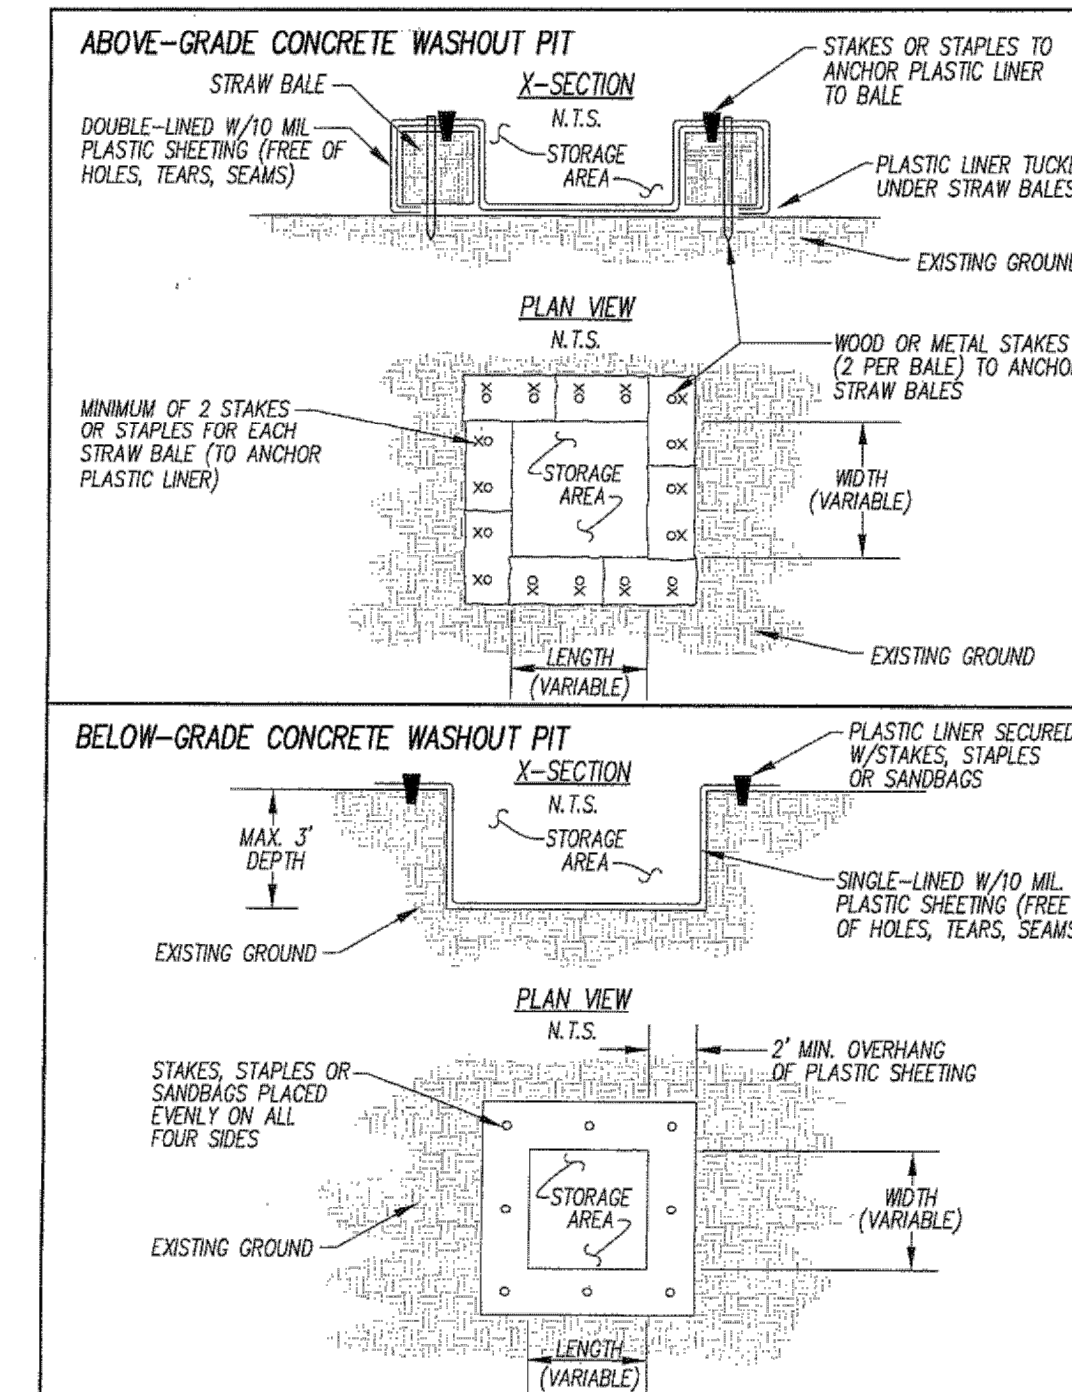 ABOVE-GRADE CONCRETE WASHOUT PIT
X-SECTION
N.T.S.
STRAW BALE
DOUBLE-LINED W/10 MIL
PLASTIC SHEETING (FREE OF
HOLES, TEARS, SEAMS)
STORAGE
AREA
STAKES OR STAPLES TO
ANCHOR PLASTIC LINER
TO BALE
PLASTIC LINER TUCKE
UNDER STRAW BALES
EXISTING GROUND
PLAN VIEW
N.T.S.
WOOD OR METAL STAKES
(2 PER BALE) TO ANCHO
STRAW BALES
MINIMUM OF 2 STAKES
OR STAPLES FOR EACH
STRAW BALE (TO ANCHOR
PLASTIC LINER)
STORAGE
AREA
WIDTH
(VARIABLE)
EXISTING GROUND
LENGTH
(VARIABLE)
BELOW-GRADE CONCRETE WASHOUT PIT
X-SECTION
N.T.S.
PLASTIC LINER SECURED
W/STAKES, STAPLES
OR SANDBAGS
MAX. 3'
DEPTH
STORAGE
AREA
SINGLE-LINED W/10 MIL.
PLASTIC SHEETING (FREE
OF HOLES, TEARS, SEAMS
EXISTING GROUND
PLAN VIEW
N.T.S.
2' MIN. OVERHANG
OF PLASTIC SHEETING
STAKES, STAPLES OR
SANDBAGS PLACED
EVENLY ON ALL
FOUR SIDES
STORAGE
AREA
WIDTH
(VARIABLE)
EXISTING GROUND
LENGTH
(VARIABLE)